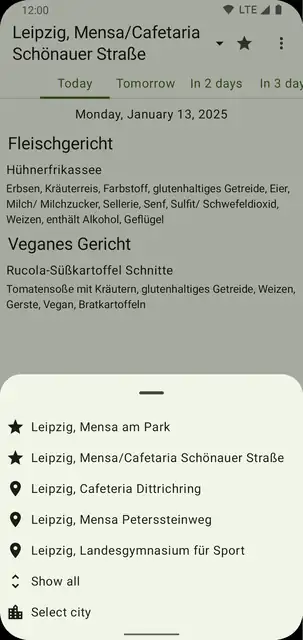 12:00
LTE
Leipzig, Mensa/Cafetaria
Schönauer Straße
Today
Tomorrow
In 2 days
In 3 day
Monday, January 13, 2025
Fleischgericht
Hühnerfrikassee
Erbsen, Kräuterreis, Farbstoff, glutenhaltiges Getreide, Eier,
Milch/ Milchzucker, Sellerie, Senf, Sulfit/ Schwefeldioxid,
Weizen, enthält Alkohol, Geflügel
Veganes Gericht
Rucola-Süßkartoffel Schnitte
Tomatensoße mit Kräutern, glutenhaltiges Getreide, Weizen,
Gerste, Vegan, Bratkartoffeln
Leipzig, Mensa am Park
Leipzig, Mensa/Cafetaria Schönauer Straße
Leipzig, Cafeteria Dittrichring
Leipzig, Mensa Peterssteinweg
Leipzig, Landesgymnasium für Sport
Show all
Select city